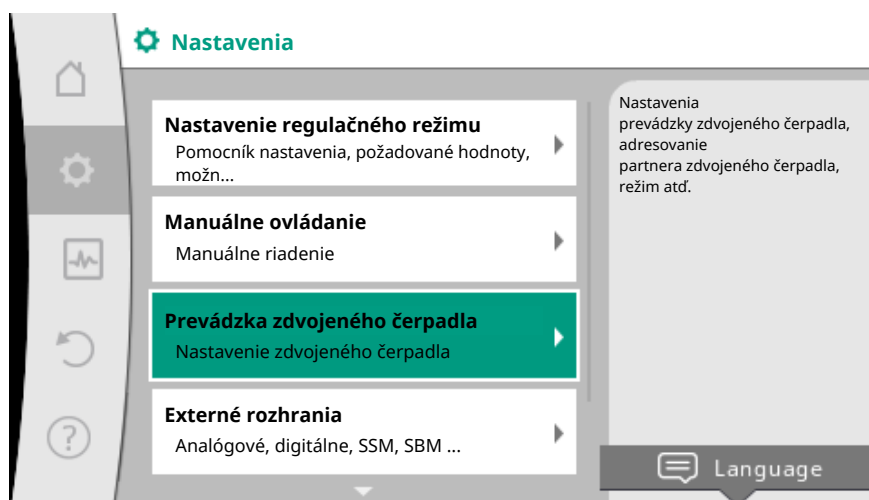 Nastavenia
Nastavenie regulačného režimu
Pomocník nastavenia, požadované hodnoty,
možn...
Manuálne ovládanie
Manuálne riadenie
Prevádzka zdvojeného čerpadla
Nastavenie zdvojeného čerpadla
Externé rozhrania
Analógové, digitálne, SSM, SBM ...
Nastavenia
prevádzky zdvojeného čerpadla,
adresovanie
partnera zdvojeného čerpadla,
režim atď.
Language